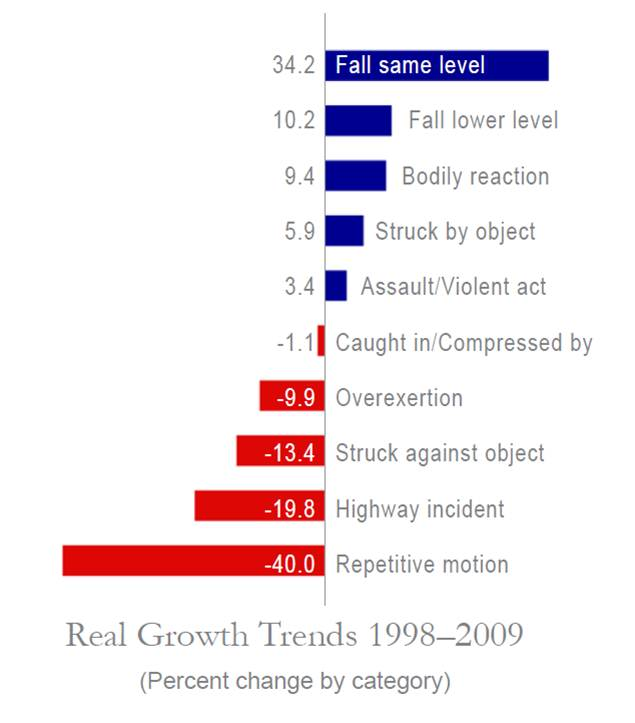 34.2 Fall same level
10.2 Fall lower level
9.4 Bodily reaction
5.9 Struck by object
3.4 Assault/Violent act
-1.1 Caught in/Compressed by
-9.9 Overexertion
-13.4 Struck against object
-19.8 Highway incident
-40.0 Repetitive motion
Real Growth Trends 1998–2009
(Percent change by category)